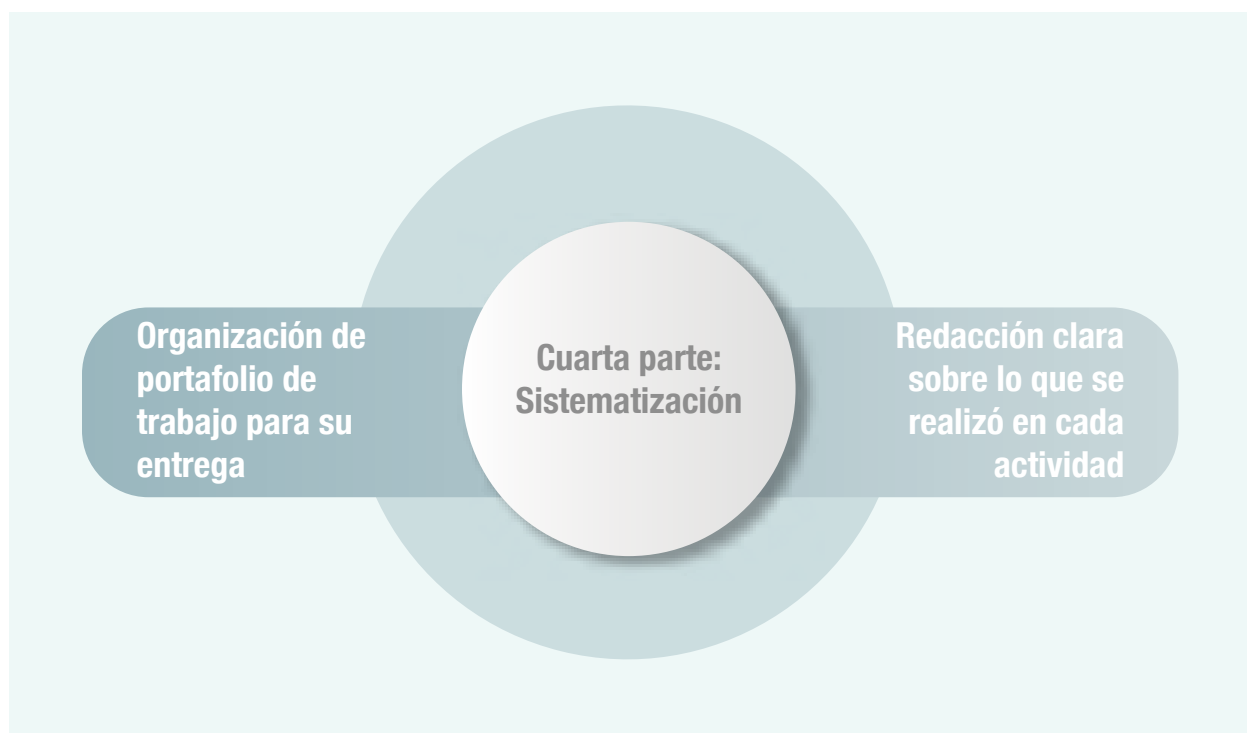 Organización de
portafolio de
trabajo para su
entrega
Cuarta parte:
Sistematización
Redacción clara
sobre lo que se
realizó en cada
actividad